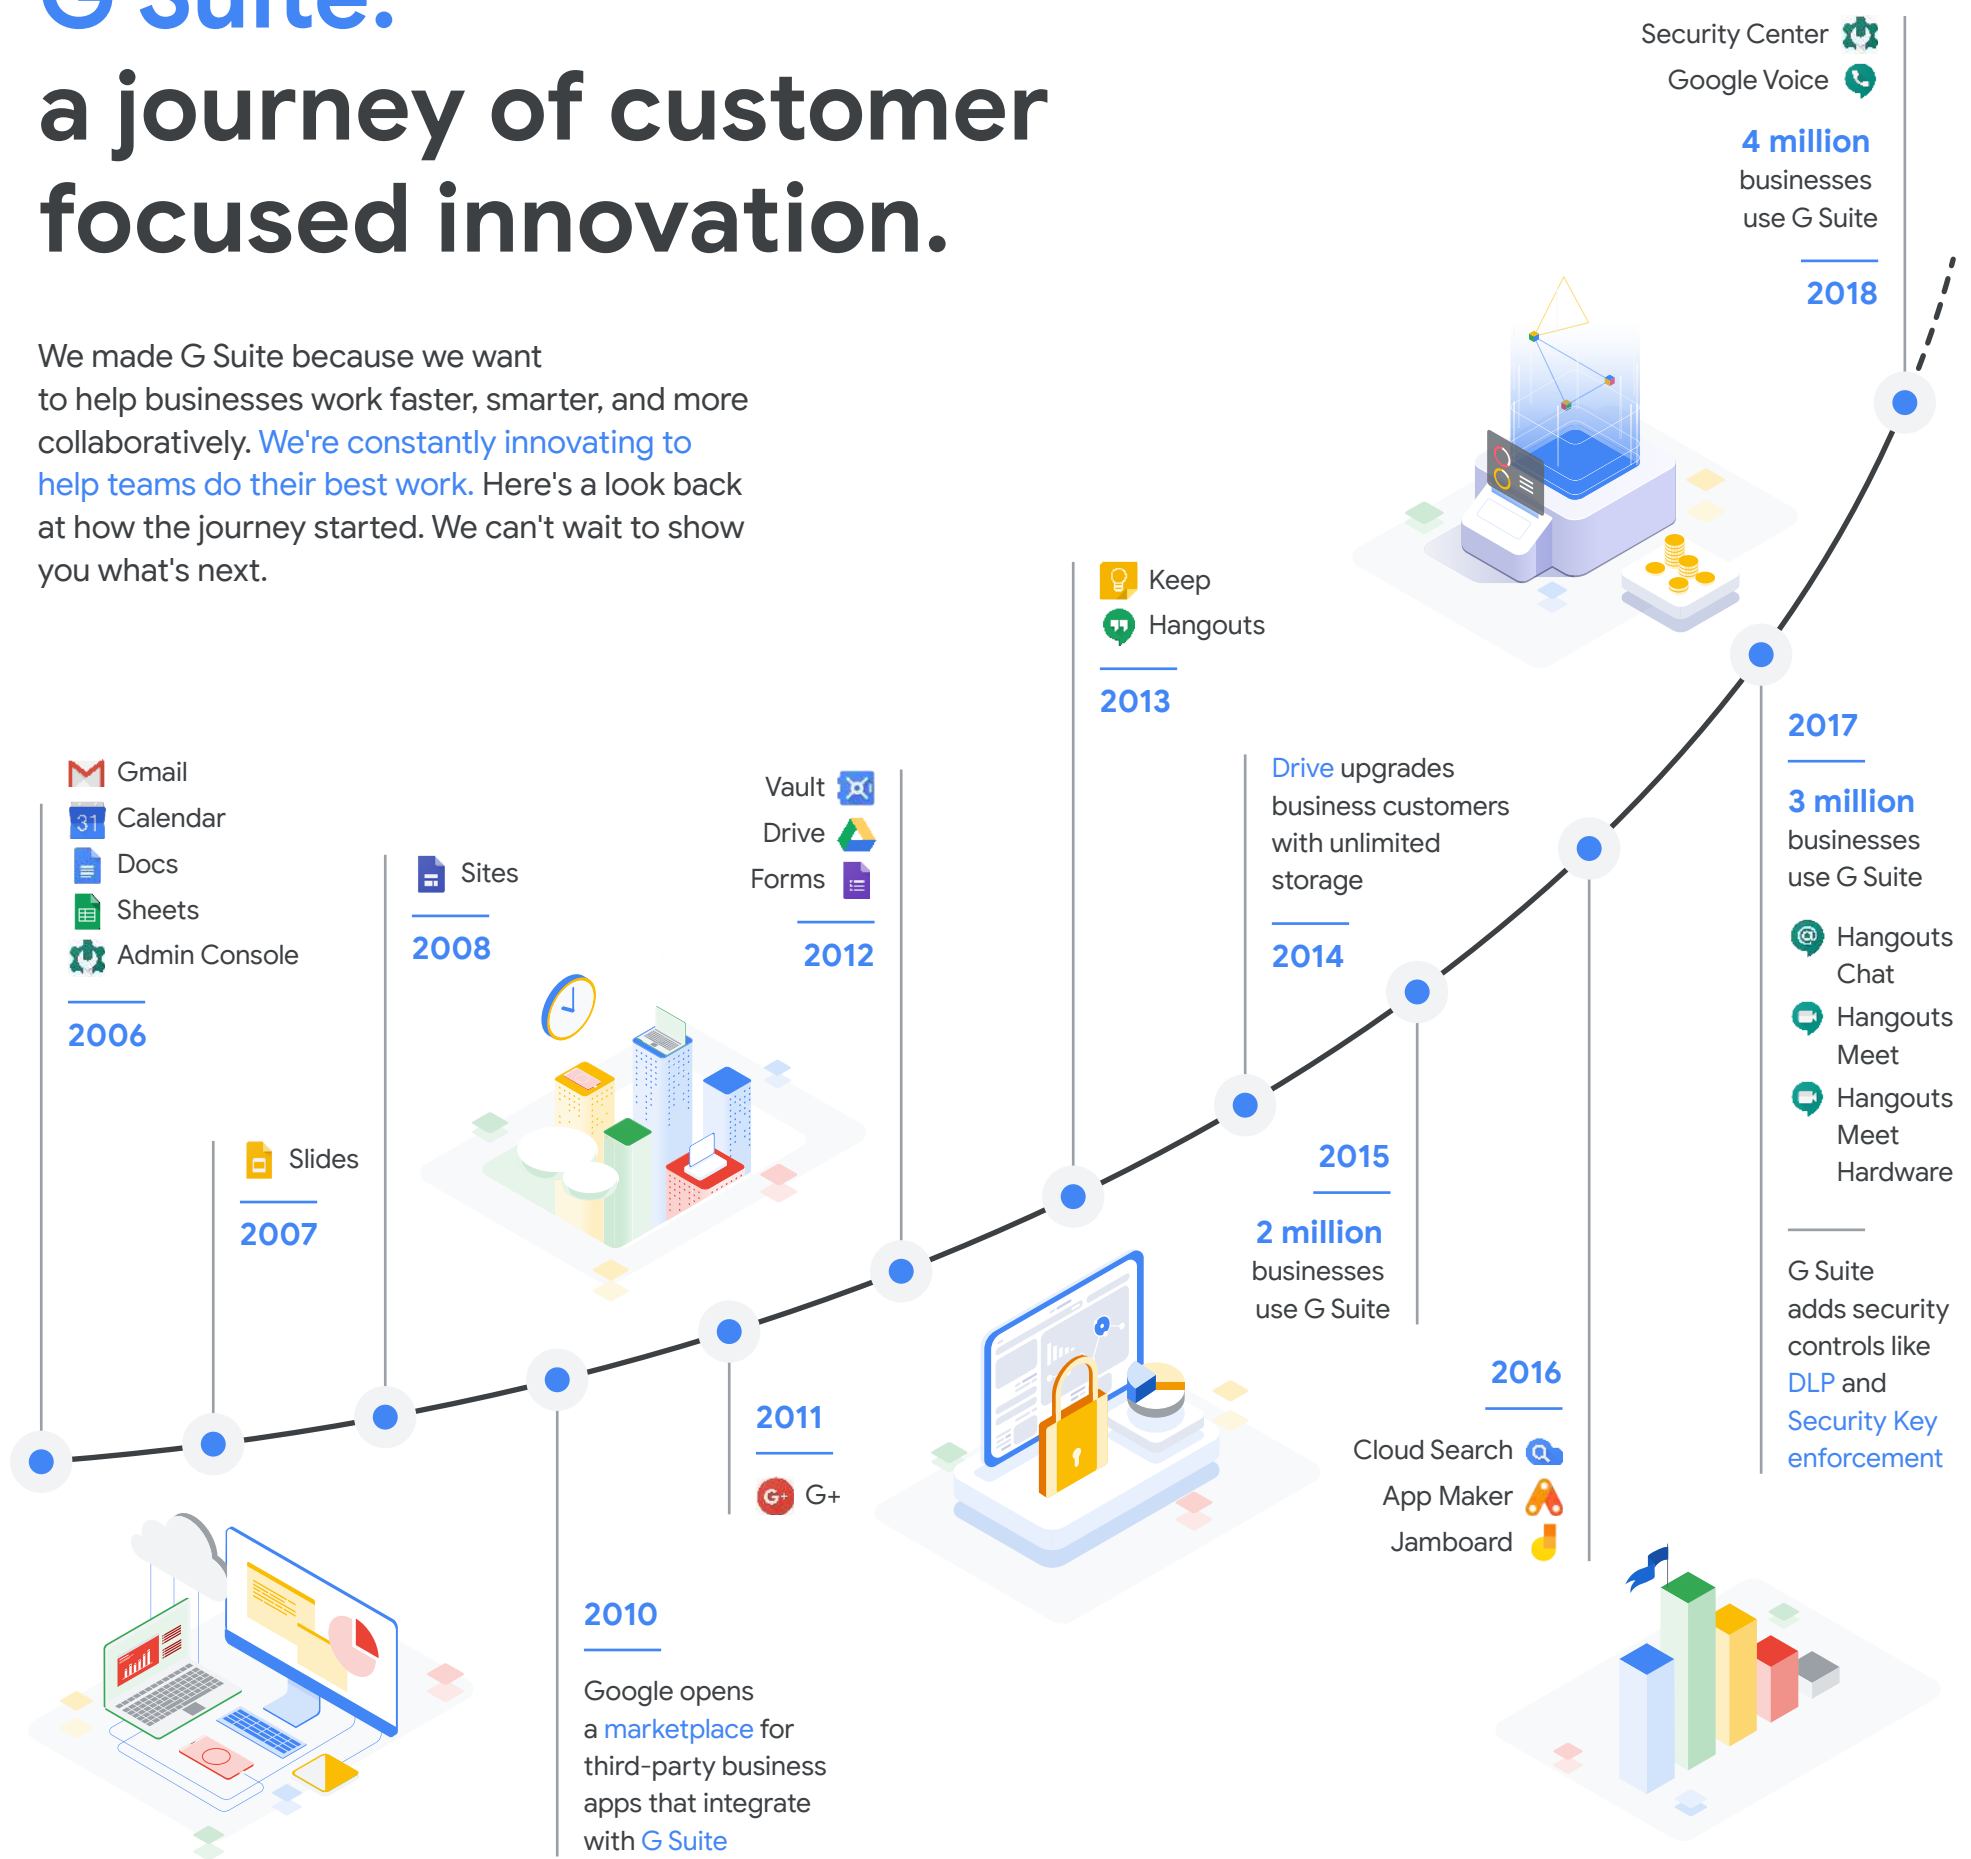 G Suite.
a journey of customer
focused innovation.
We made G Suite because we want
to help businesses work faster, smarter, and more
collaboratively. We're constantly innovating to
help teams do their best work. Here's a look back
at how the journey started. We can't wait to show
you what's next.
Gmail
31
Calendar
Docs
Sheets
Admin Console
2006
Slides
2007
Sites
2008
2010
Google opens
a marketplace for
third-party business
apps that integrate
with G Suite
2011
G+ G+
Vault
Drive
Forms
2012
Keep
Hangouts
2013
Drive upgrades
business customers
with unlimited
storage
2014
2015
2 million
businesses
use G Suite
2016
Cloud Search
App Maker
Jamboard
2017
3 million
businesses
use G Suite
@ Hangouts
Chat
Hangouts
Meet
Hangouts
Meet
Hardware
G Suite
adds security
controls like
DLP and
Security Key
enforcement
Security Center
Google Voice
4 million
businesses
use G Suite
2018